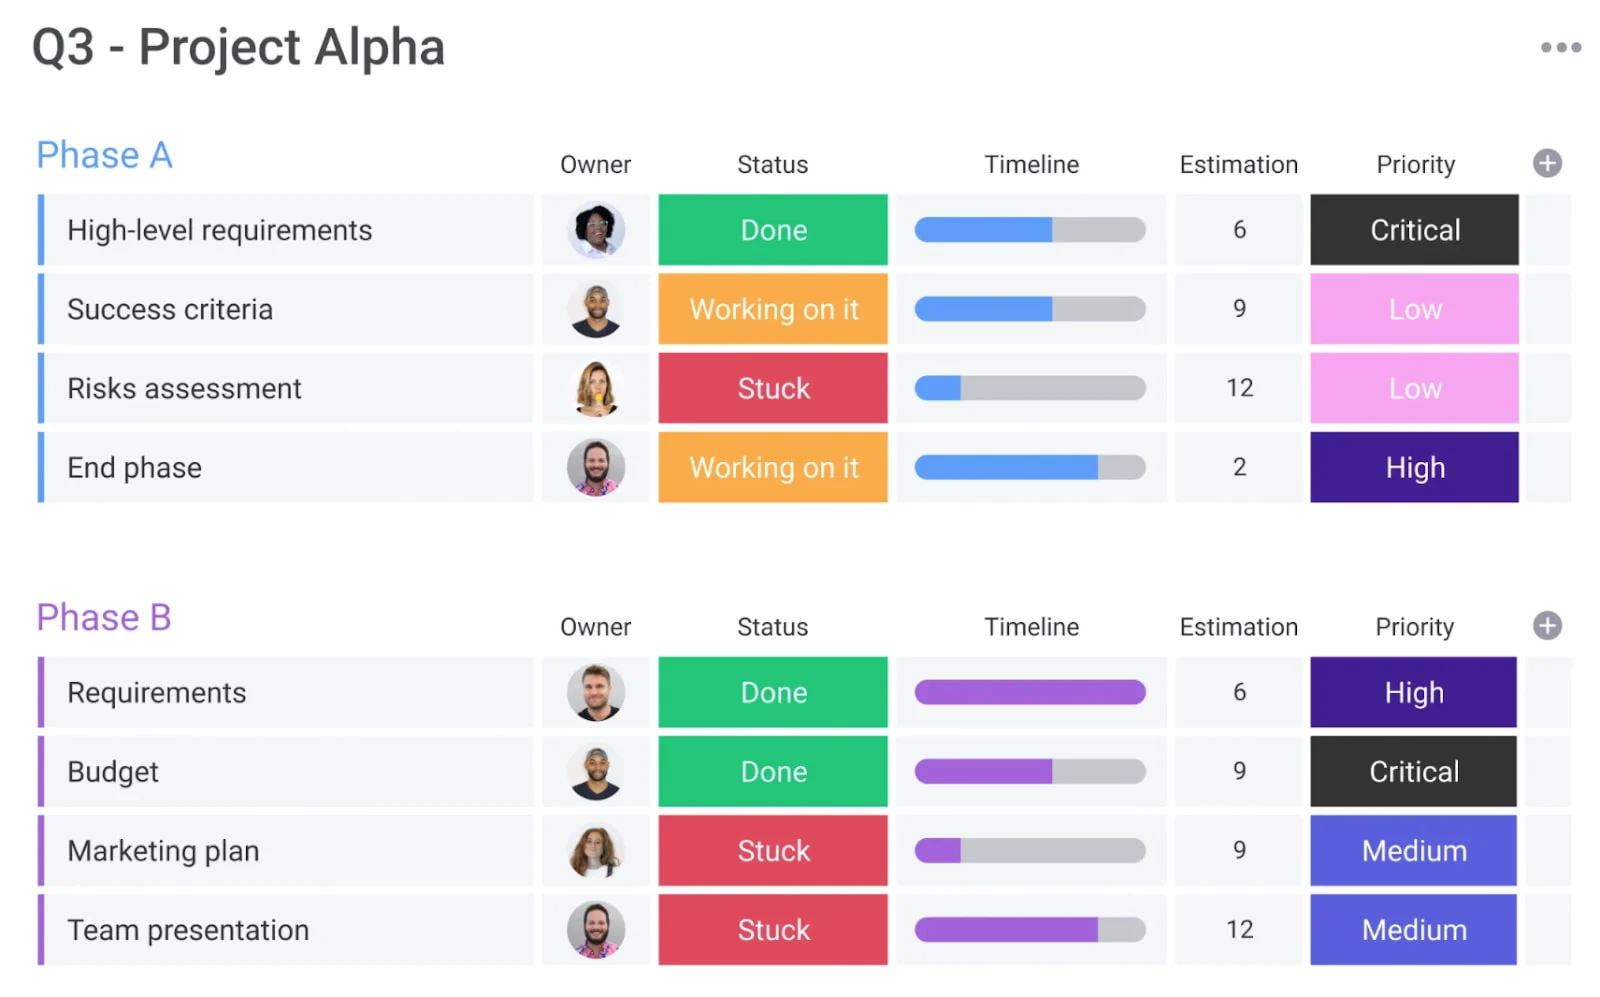 Q3 - Project Alpha
Phase A Owner Status Timeline Estimation Priority
High-level requirements Done 6 Critical
Success criteria Working on it 9 Low
Risks assessment Stuck 12 Low
End phase Working on it 2 High
Phase B Owner Status Timeline Estimation Priority
Requirements Done 6 High
Budget Done 9 Critical
Marketing plan Stuck 9 Medium
Team presentation Stuck 12 Medium